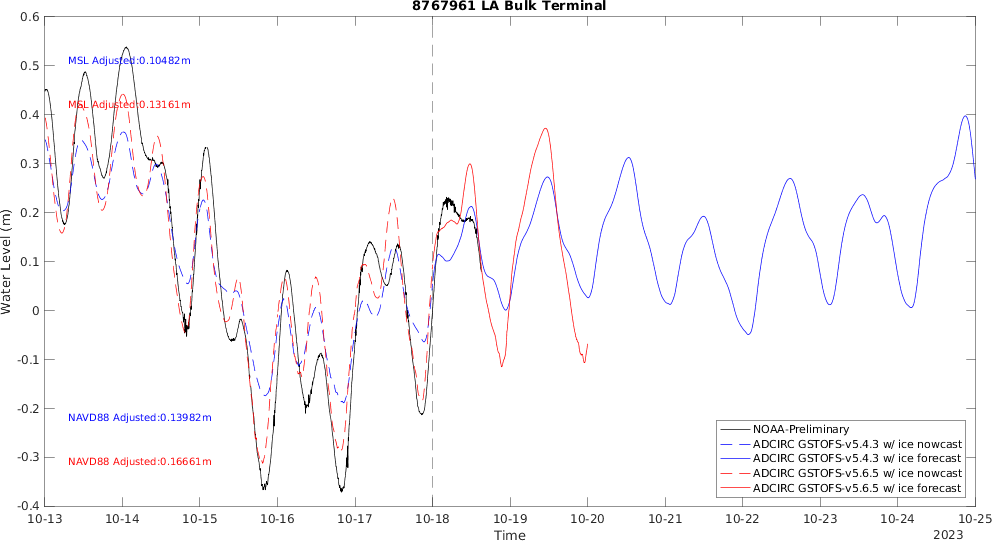 8767961 LA Bulk Terminal
0.6
0.5
0.4
0.3
0.2
0.1
0
-0.1
-0.2
-0.3
-0.4
Water Level (m)
MSL Adjusted:0.10482m
MSL Adjusted:0.13161m
NAVD88 Adjusted:0.13982m
NAVD88 Adjusted:0.16661m
NOAA-Preliminary
ADCIRC GSTOFS-v5.4.3 w/ ice nowcast
ADCIRC GSTOFS-v5.4.3 w/ ice forecast
ADCIRC GSTOFS-v5.6.5 w/ ice nowcast
ADCIRC GSTOFS-v5.6.5 w/ ice forecast
10-13 10-14 10-15 10-16 10-17 10-18 10-19 10-20 10-21 10-22 10-23 10-24 10-25
Time
2023